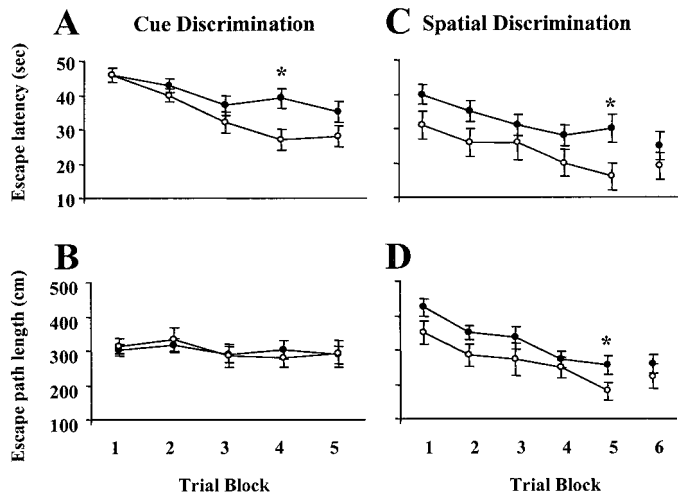 A Cue Discrimination
C Spatial Discrimination
Escape latency (sec)
50
40
30
20
10
*
*
B
D
Escape path length (cm)
500
400
300
200
100
*
1 2 3 4 5
1 2 3 4 5 6
Trial Block
Trial Block